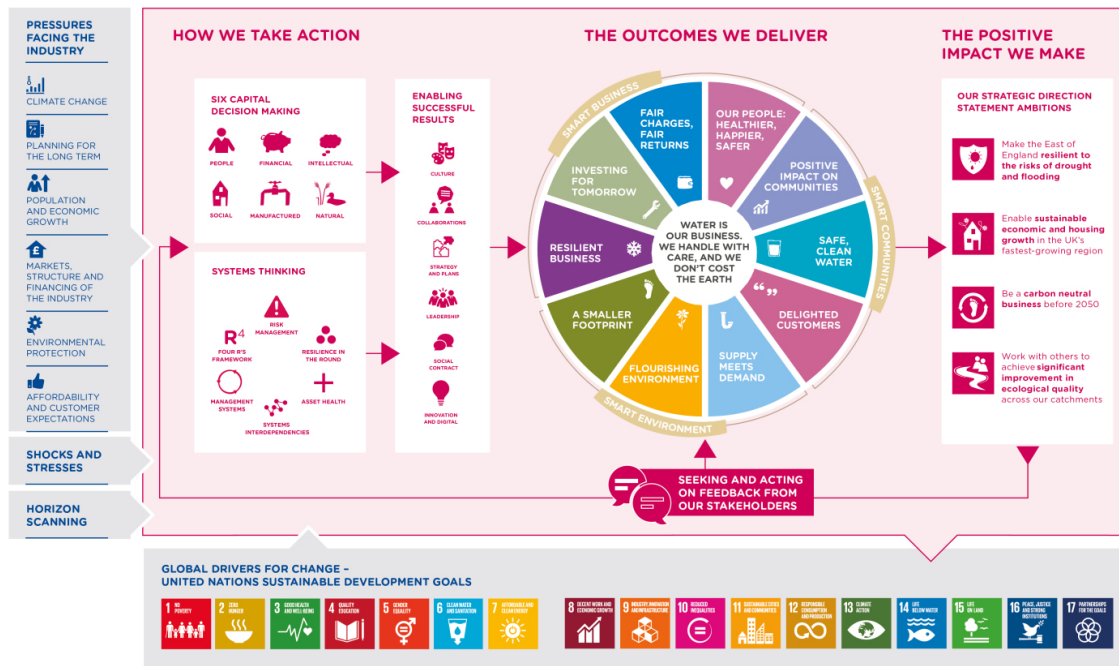 PRESSURES
FACING THE
INDUSTRY
CLIMATE CHANGE
PLANNING FOR
THE LONG TERM
POPULATION
AND ECONOMIC
GROWTH
£
MARKETS,
STRUCTURE AND
FINANCING OF
THE INDUSTRY
ENVIRONMENTAL
PROTECTION
AFFORDABILITY
AND CUSTOMER
EXPECTATIONS
SHOCKS AND
STRESSES
HORIZON
SCANNING
HOW WE TAKE ACTION
SIX CAPITAL
DECISION MAKING
PEOPLE
FINANCIAL
INTELLECTUAL
SOCIAL
MANUFACTURED
NATURAL
SYSTEMS THINKING
RISK
MANAGEMENT
R4
FOUR R'S
FRAMEWORK
RESILIENCE IN
THE ROUND
MANAGEMENT
SYSTEMS
ASSET HEALTH
SYSTEMS
INTERDEPENDENCIES
ENABLING
SUCCESSFUL
RESULTS
CULTURE
COLLABORATIONS
STRATEGY
AND PLANS
LEADERSHIP
SOCIAL
CONTRACT
INNOVATION
AND DIGITAL
THE OUTCOMES WE DELIVER
SMART BUSINESS
SMART COMMUNITIES
SMART ENVIRONMENT
FAIR
CHARGES,
FAIR
RETURNS
OUR PEOPLE:
HEALTHIER,
HAPPIER,
SAFER
POSITIVE
IMPACT ON
COMMUNITIES
SAFE,
CLEAN
WATER
DELIGHTED
CUSTOMERS
SUPPLY
MEETS
DEMAND
FLOURISHING
ENVIRONMENT
A SMALLER
FOOTPRINT
RESILIENT
BUSINESS
INVESTING
FOR
TOMORROW
WATER IS
OUR BUSINESS.
WE HANDLE WITH
CARE, AND WE
DON'T COST
THE EARTH
SEEKING AND ACTING
ON FEEDBACK FROM
OUR STAKEHOLDERS
THE POSITIVE
IMPACT WE MAKE
OUR STRATEGIC DIRECTION
STATEMENT AMBITIONS
Make the East of
England resilient to
the risks of drought
and flooding
Enable sustainable
economic and housing
growth in the UK's
fastest-growing region
Be a carbon neutral
business before 2050
Work with others to
achieve significant
improvement in
ecological quality
across our catchments
GLOBAL DRIVERS FOR CHANGE –
UNITED NATIONS SUSTAINABLE DEVELOPMENT GOALS
1 NO
POVERTY
2 ZERO
HUNGER
3 GOOD HEALTH
AND WELL-BEING
4 QUALITY
EDUCATION
5 GENDER
EQUALITY
6 CLEAN WATER
AND SANITATION
7 AFFORDABLE AND
CLEAN ENERGY
8 DECENT WORK AND
ECONOMIC GROWTH
9 INDUSTRY, INNOVATION
AND INFRASTRUCTURE
10 REDUCED
INEQUALITIES
11 SUSTAINABLE CITIES
AND COMMUNITIES
12 RESPONSIBLE
CONSUMPTION
AND PRODUCTION
13 CLIMATE
ACTION
14 LIFE
BELOW WATER
15 LIFE
ON LAND
16 PEACE, JUSTICE
AND STRONG
INSTITUTIONS
17 PARTNERSHIPS
FOR THE GOALS